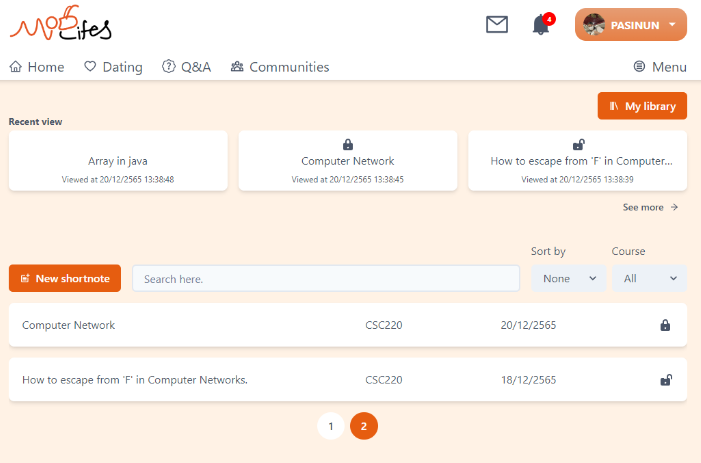 Mod Lifes
4
PASINUN
Home
Dating
Q&A
Communities
Menu
My library
Recent view
Array in java
Viewed at 20/12/2565 13:38:48
Computer Network
Viewed at 20/12/2565 13:38:45
How to escape from 'F' in Computer...
Viewed at 20/12/2565 13:38:39
See more
Sort by
Course
New shortnote
Search here.
None
All
Computer Network CSC220 20/12/2565
How to escape from 'F' in Computer Networks. CSC220 18/12/2565
1 2